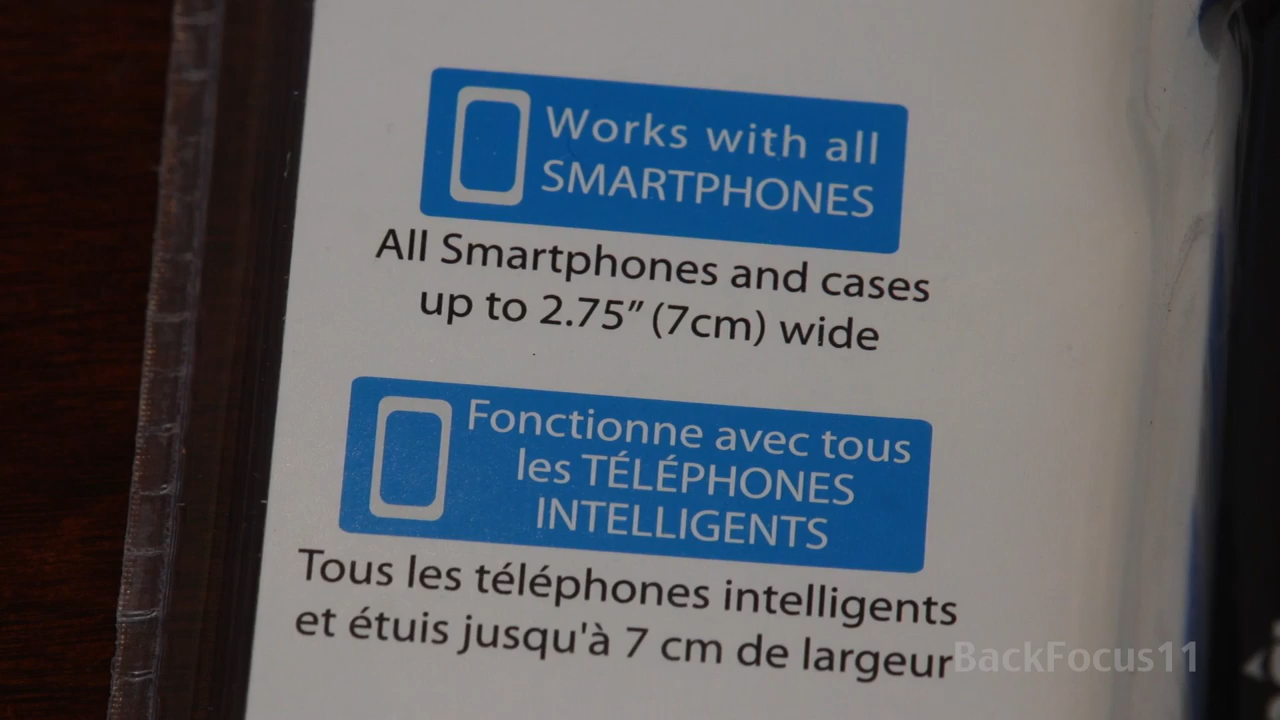 Works with all
SMARTPHONES
All Smartphones and cases
up to 2.75” (7cm) wide
Fonctionne avec tous
les TÉLÉPHONES
INTELLIGENTS
Tous les téléphones intelligents
et étuis jusqu'à 7 cm de largeur
BackFocus11